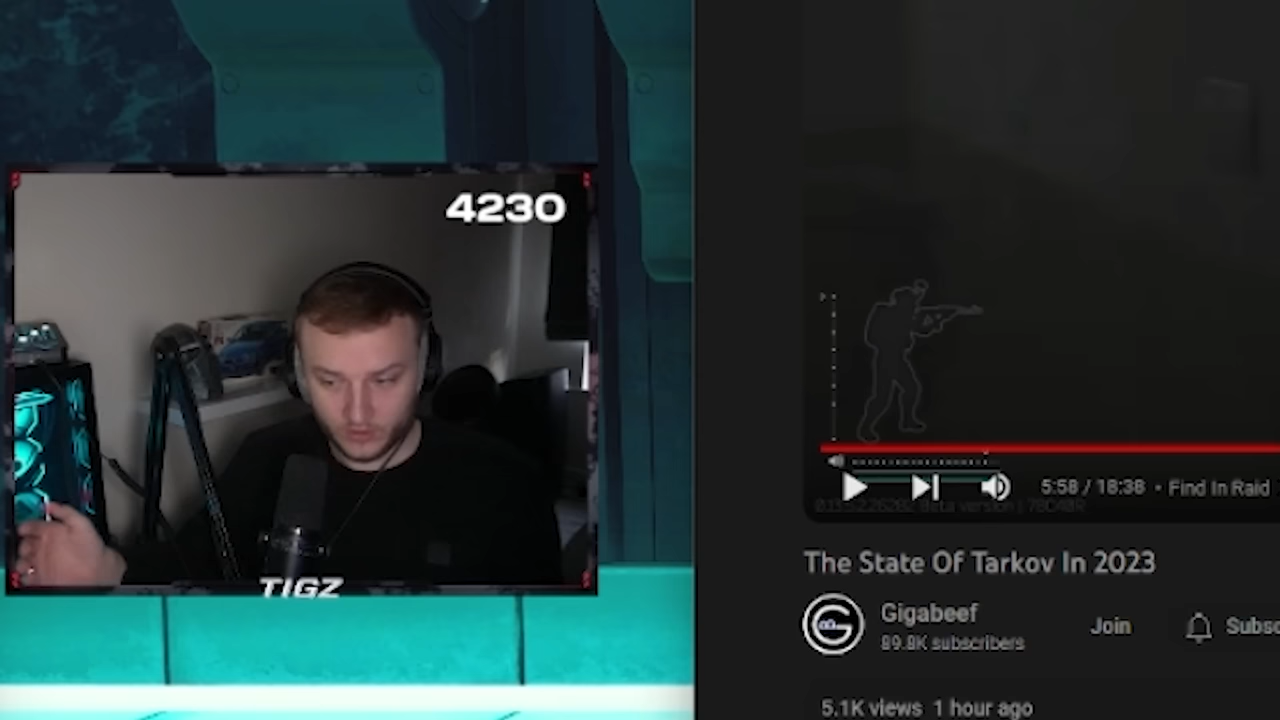 4230
TIGZ
5:58 / 18:38 • Find In Raid
The State Of Tarkov In 2023
Gigabeef
89.8K subscribers
Join
Subsc
5.1K views 1 hour ago